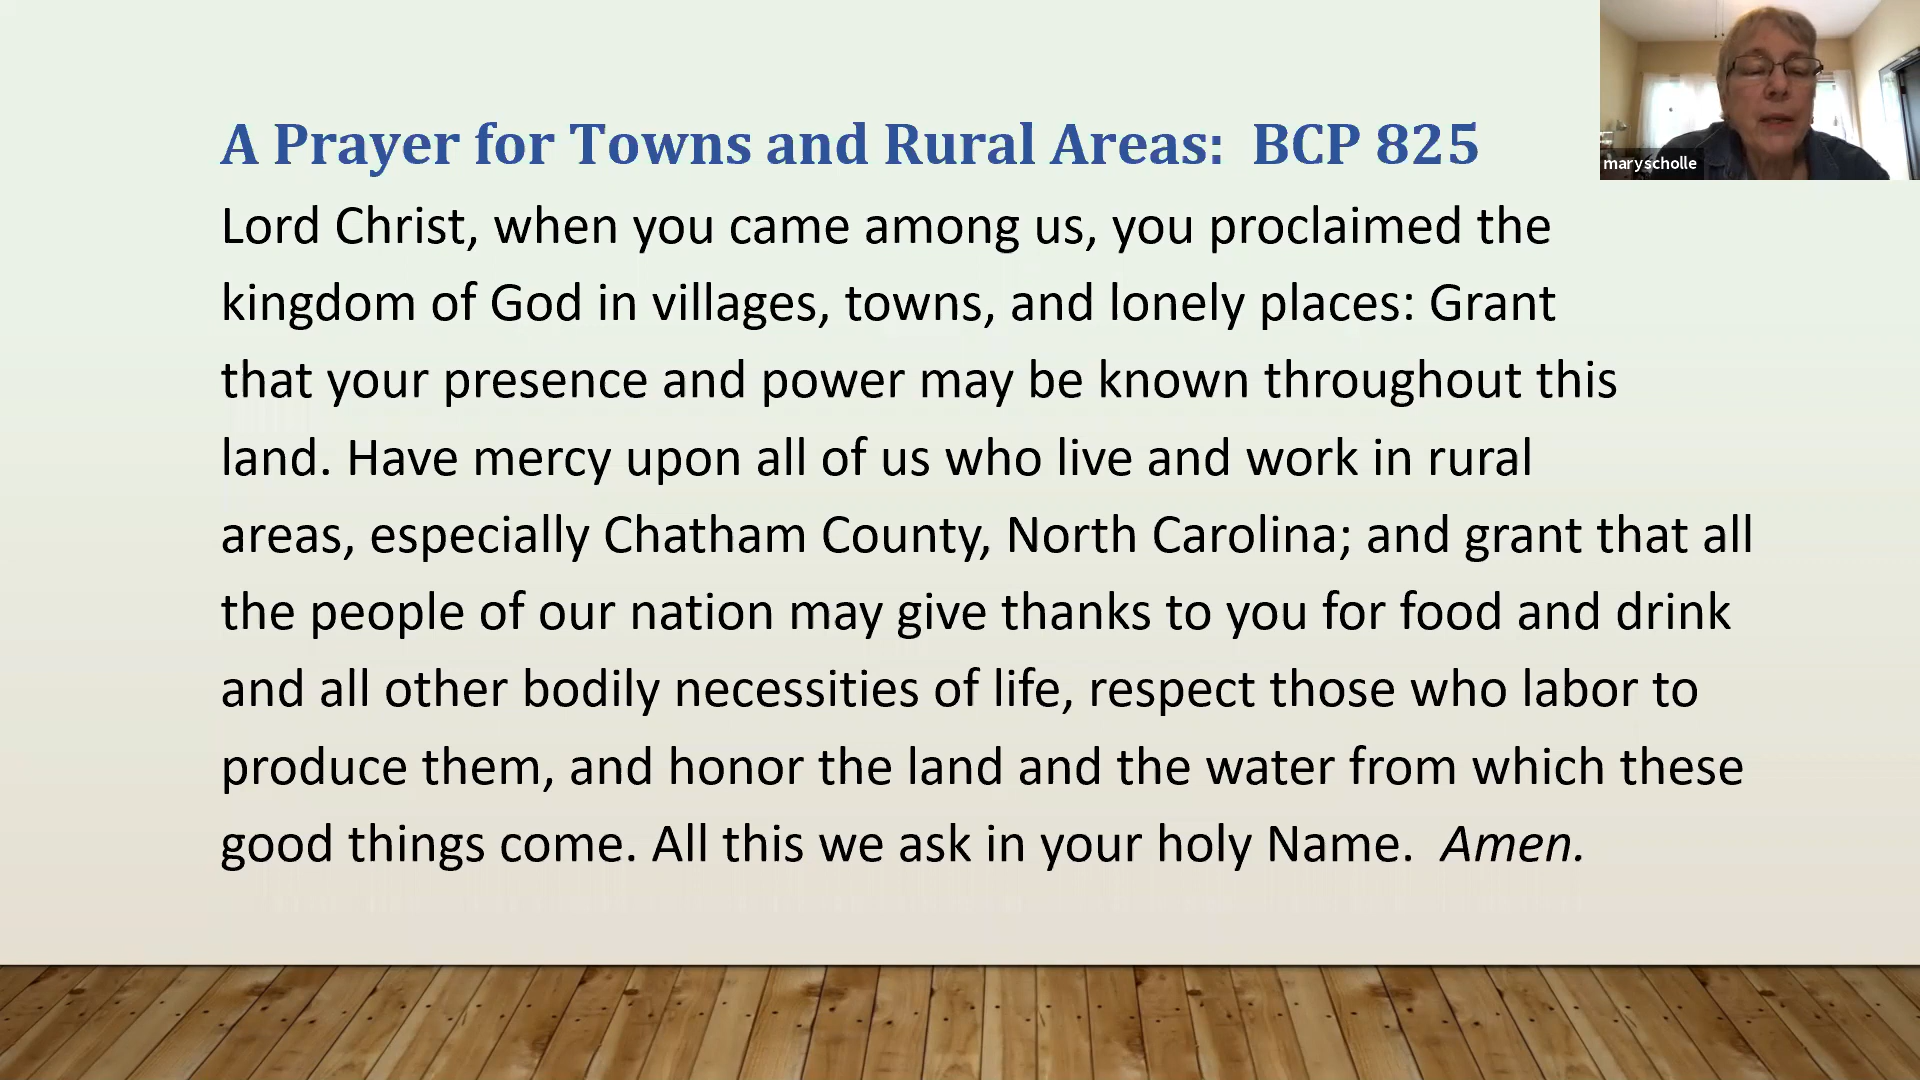 A Prayer for Towns and Rural Areas:  BCP 825
Lord Christ, when you came among us, you proclaimed the
kingdom of God in villages, towns, and lonely places: Grant
that your presence and power may be known throughout this
land. Have mercy upon all of us who live and work in rural
areas, especially Chatham County, North Carolina; and grant that all
the people of our nation may give thanks to you for food and drink
and all other bodily necessities of life, respect those who labor to
produce them, and honor the land and the water from which these
good things come. All this we ask in your holy Name.  Amen.
maryscholle